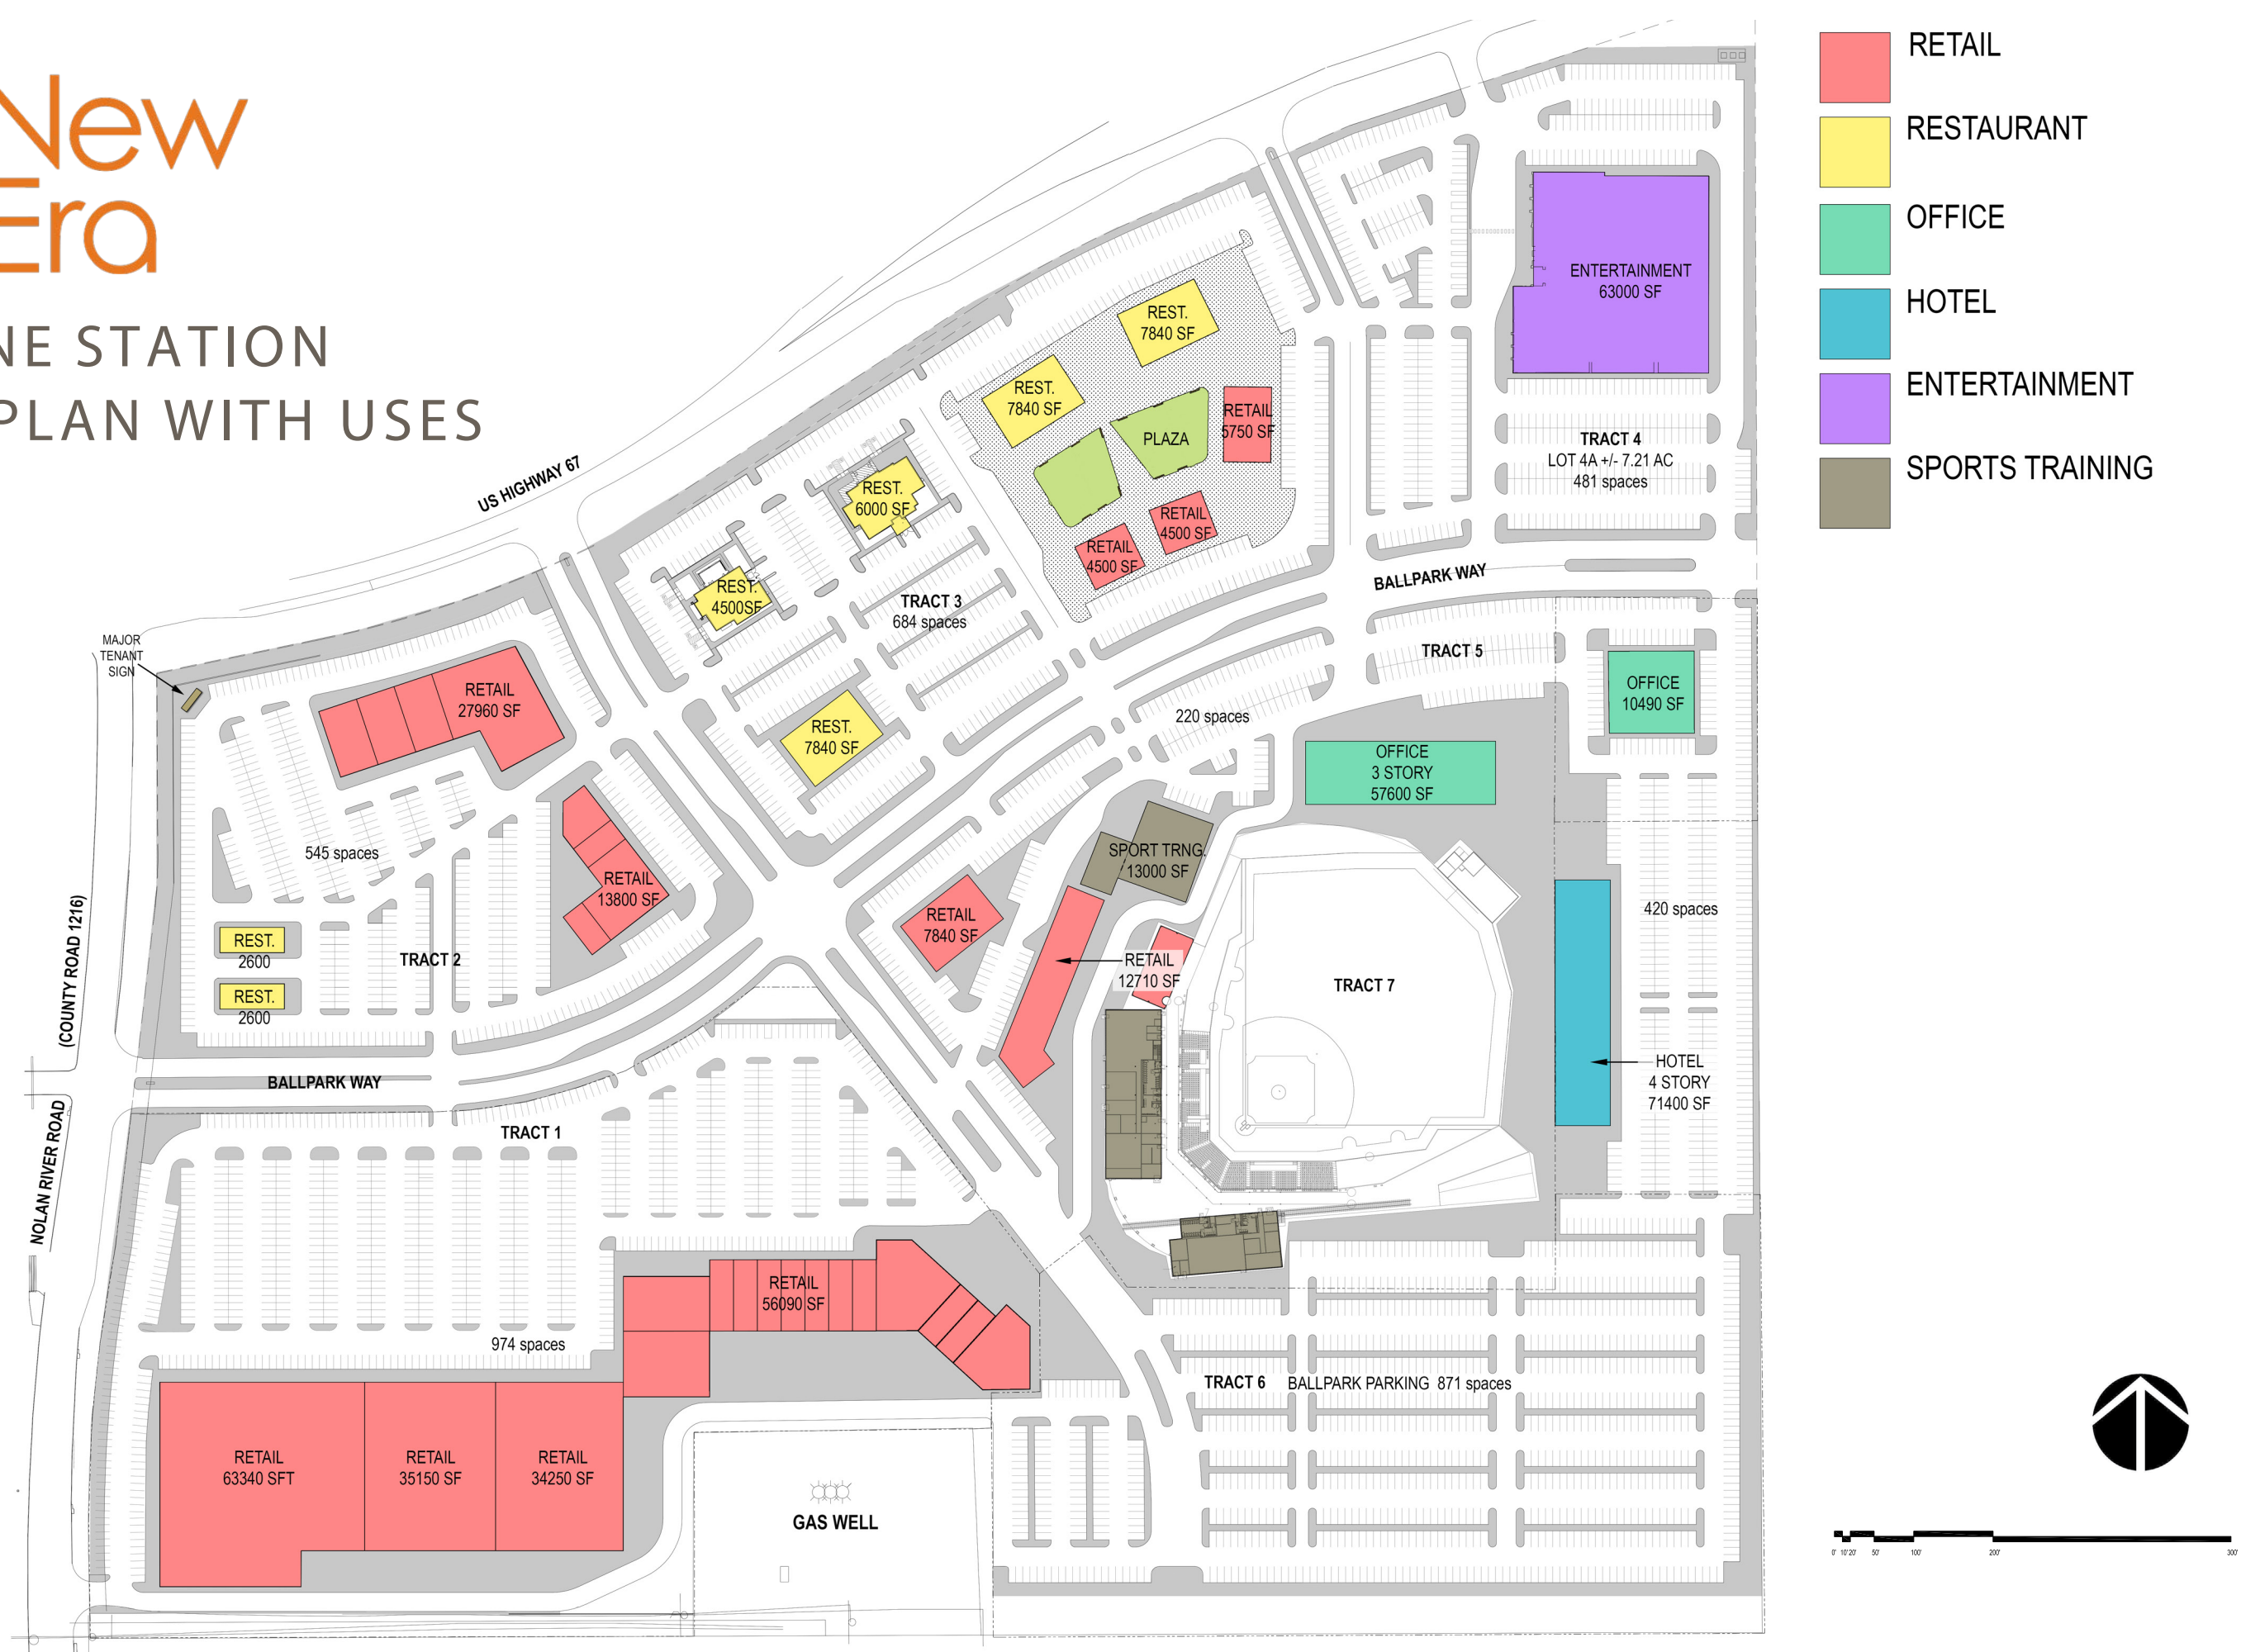 New
Era
NE STATION
PLAN WITH USES
RETAIL
RESTAURANT
OFFICE
HOTEL
ENTERTAINMENT
SPORTS TRAINING
US HIGHWAY 67
ENTERTAINMENT
63000 SF
REST.
7840 SF
REST.
7840 SF
RETAIL
5750 SF
PLAZA
RETAIL
4500 SF
RETAIL
4500 SF
REST.
6000 SF
REST.
4500SF
TRACT 3
684 spaces
REST.
7840 SF
TRACT 4
LOT 4A +/- 7.21 AC
481 spaces
BALLPARK WAY
TRACT 5
220 spaces
OFFICE
10490 SF
OFFICE
3 STORY
57600 SF
MAJOR
TENANT
SIGN
RETAIL
27960 SF
545 spaces
RETAIL
13800 SF
REST.
2600
REST.
2600
TRACT 2
(COUNTY ROAD 1216)
NOLAN RIVER ROAD
BALLPARK WAY
SPORT TRNG.
13000 SF
RETAIL
7840 SF
RETAIL
12710 SF
TRACT 7
420 spaces
HOTEL
4 STORY
71400 SF
TRACT 1
974 spaces
RETAIL
56090 SF
RETAIL
63340 SFT
RETAIL
35150 SF
RETAIL
34250 SF
GAS WELL
TRACT 6 BALLPARK PARKING 871 spaces
0' 10' 20' 50' 100' 200' 300'